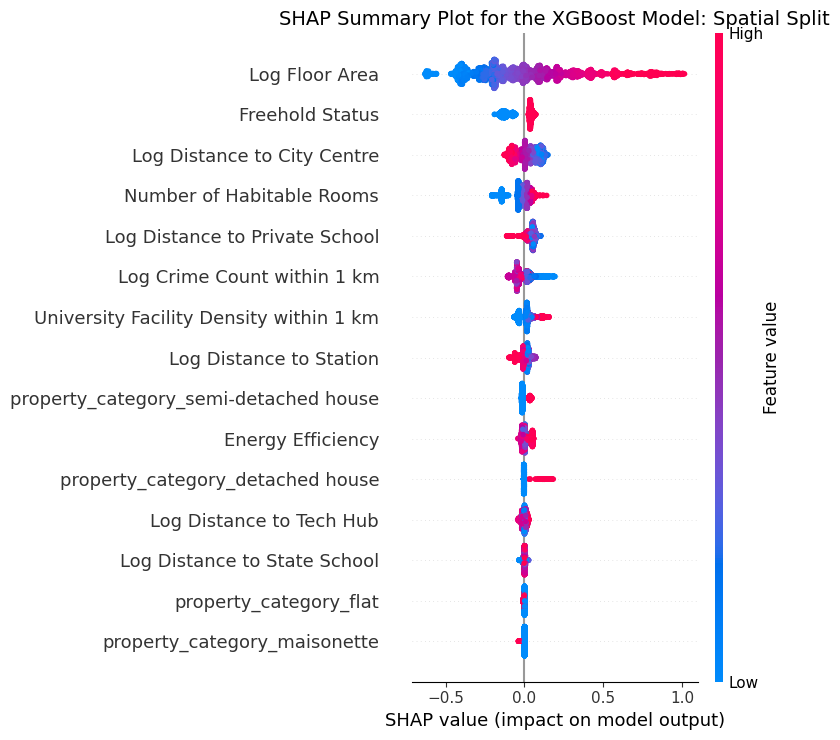 SHAP Summary Plot for the XGBoost Model: Spatial Split
High
Log Floor Area
Freehold Status
Log Distance to City Centre
Number of Habitable Rooms
Log Distance to Private School
Log Crime Count within 1 km
University Facility Density within 1 km
Log Distance to Station
property_category_semi-detached house
Energy Efficiency
property_category_detached house
Log Distance to Tech Hub
Log Distance to State School
property_category_flat
property_category_maisonette
Feature value
Low
−0.5 0.0 0.5 1.0
SHAP value (impact on model output)